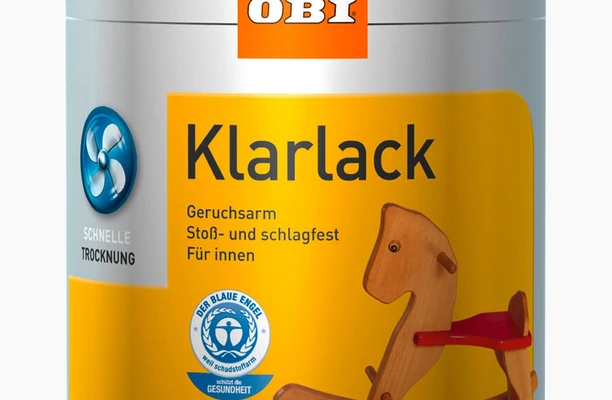 OBI
Klarlack
Geruchsarm
Stoß- und schlagfest
Für innen
SCHNELLE
TROCKNUNG
DER BLAUE ENGEL
weil schadstoffarm
schützt die
GESUNDHEIT